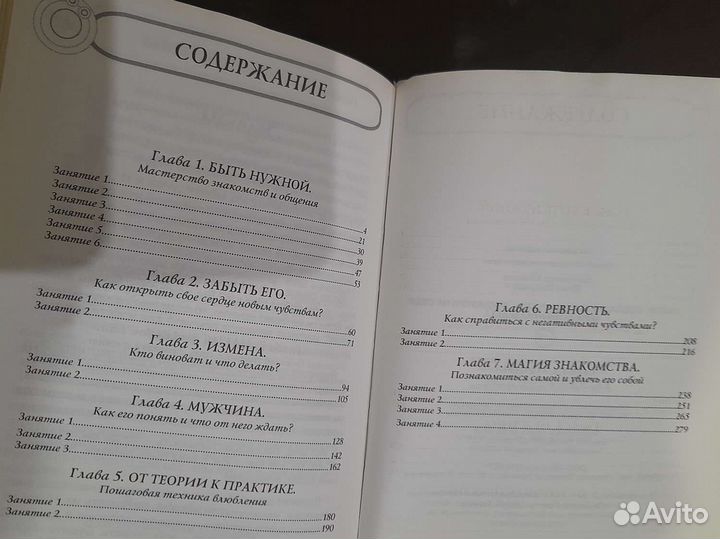 СОДЕРЖАНИЕ
Глава 1. БЫТЬ НУЖНОЙ.
Мастерство знакомств и общения
Занятие 1....4
Занятие 2....21
Занятие 3....30
Занятие 4....39
Занятие 5....47
Занятие 6....53
Глава 2. ЗАБЫТЬ ЕГО.
Как открыть свое сердце новым чувствам?
Занятие 1....60
Занятие 2....71
Глава 3. ИЗМЕНА.
Кто виноват и что делать?
Занятие 1....94
Занятие 2....105
Глава 4. МУЖЧИНА.
Как его понять и что от него ждать?
Занятие 1....128
Занятие 2....142
Занятие 3....162
Глава 5. ОТ ТЕОРИИ К ПРАКТИКЕ.
Пошаговая техника влюбления
Занятие 1....180
Занятие 2....190
Глава 6. РЕВНОСТЬ.
Как справиться с негативными чувствами?
Занятие 1....208
Занятие 2....216
Глава 7. МАГИЯ ЗНАКОМСТВА.
Познакомиться самой и увлечь его собой
Занятие 1....238
Занятие 2....251
Занятие 3....265
Занятие 4....279
Avito